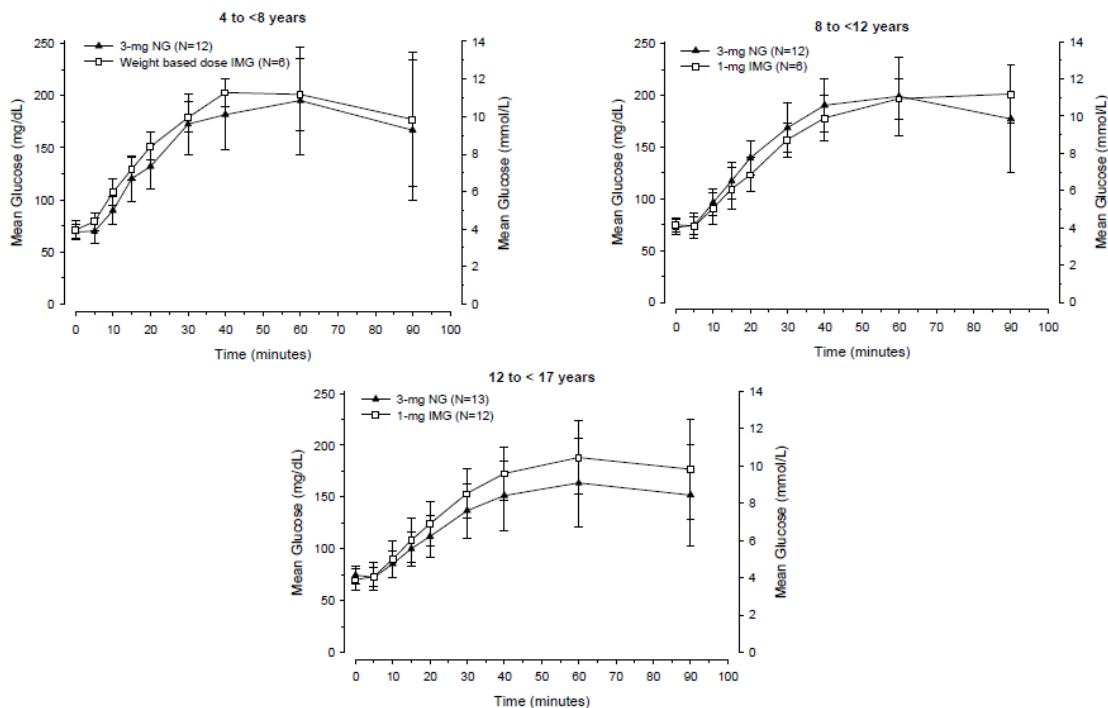 4 to <8 years
3-mg NG (N=12)
Weight based dose IMG (N=6)
Mean Glucose (mg/dL)
250
200
150
100
50
0
Mean Glucose (mmol/L)
14
12
10
8
6
4
2
0
0 10 20 30 40 50 60 70 80 90 100
Time (minutes)
8 to <12 years
3-mg NG (N=12)
1-mg IMG (N=6)
Mean Glucose (mg/dL)
250
200
150
100
50
0
Mean Glucose (mmol/L)
14
12
10
8
6
4
2
0
0 10 20 30 40 50 60 70 80 90 100
Time (minutes)
12 to < 17 years
3-mg NG (N=13)
1-mg IMG (N=12)
Mean Glucose (mg/dL)
250
200
150
100
50
0
Mean Glucose (mmol/L)
14
12
10
8
6
4
2
0
0 10 20 30 40 50 60 70 80 90 100
Time (minutes)